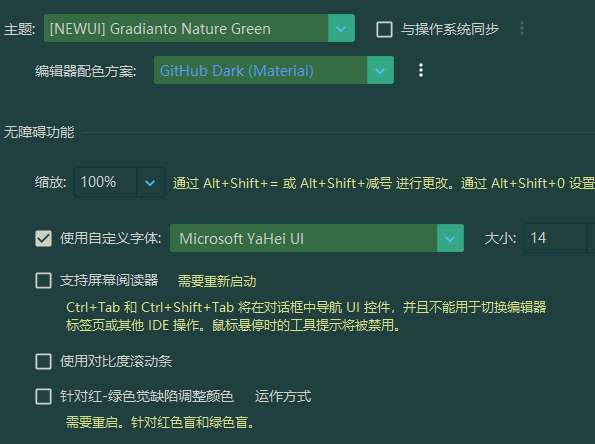 主题: [NEWUI] Gradianto Nature Green 与操作系统同步
编辑器配色方案: GitHub Dark (Material)
无障碍功能
缩放: 100% 通过 Alt+Shift+= 或 Alt+Shift+减号 进行更改。通过 Alt+Shift+0 设置
使用自定义字体: Microsoft YaHei UI 大小: 14
支持屏幕阅读器 需要重新启动
Ctrl+Tab 和 Ctrl+Shift+Tab 将在对话框中导航 UI 控件，并且不能用于切换编辑器
标签页或其他 IDE 操作。鼠标悬停时的工具提示将被禁用。
使用对比度滚动条
针对红-绿色觉缺陷调整颜色 运作方式
需要重启。针对红色盲和绿色盲。